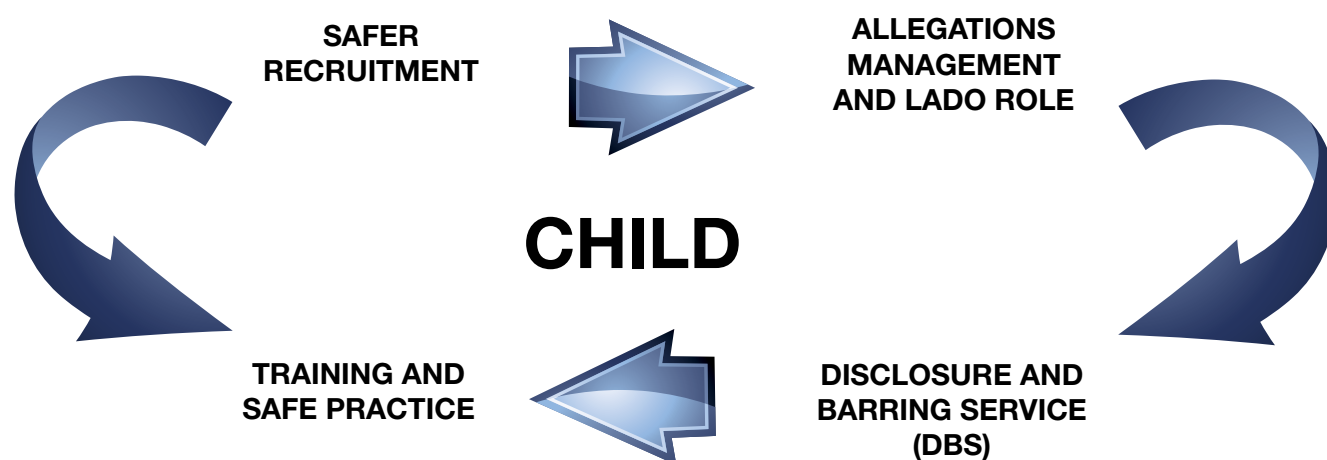 SAFER
RECRUITMENT
ALLEGATIONS
MANAGEMENT
AND LADO ROLE
CHILD
TRAINING AND
SAFE PRACTICE
DISCLOSURE AND
BARRING SERVICE
(DBS)